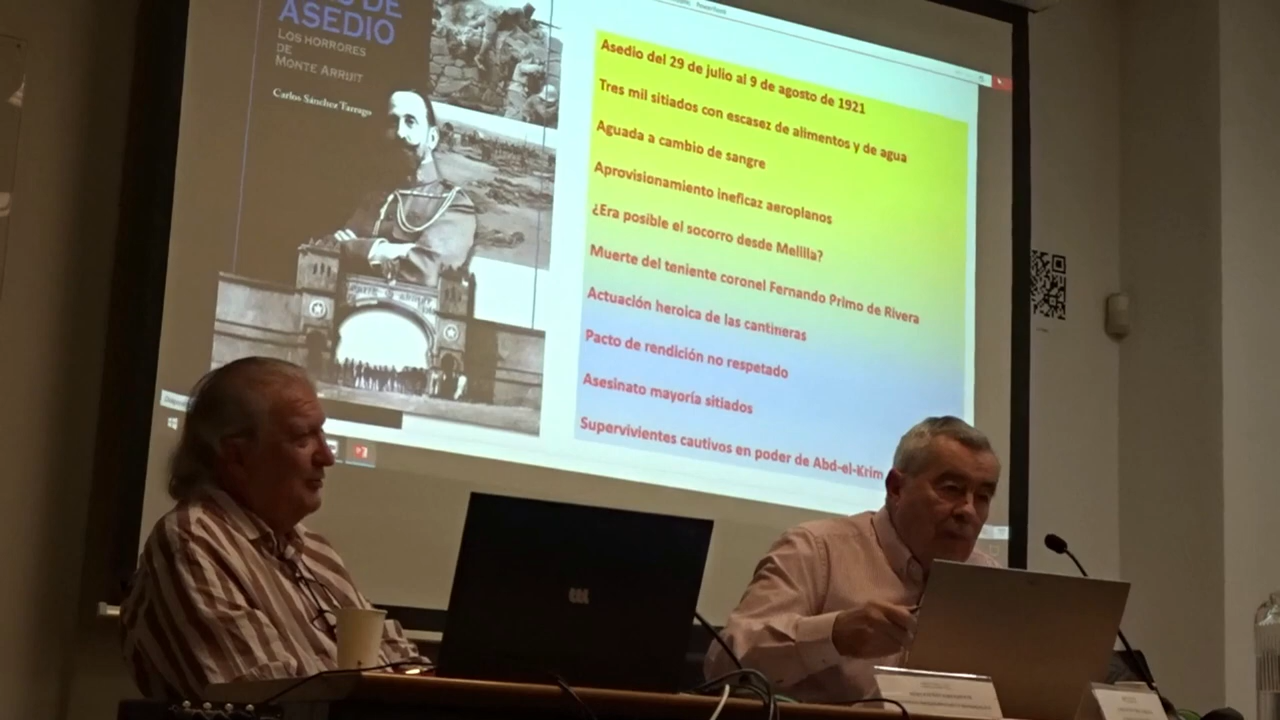 DE
ASEDIO
LOS HORRORES
DE
MONTE ARRUIT
Carlos Sánchez Tarrago
Asedio del 29 de julio al 9 de agosto de 1921
Tres mil sitiados con escasez de alimentos y de agua
Aguada a cambio de sangre
Aprovisionamiento ineficaz aeroplanos
¿Era posible el socorro desde Melilla?
Muerte del teniente coronel Fernando Primo de Rivera
Actuación heroica de las cantineras
Pacto de rendición no respetado
Asesinato mayoría sitiados
Supervivientes cautivos en poder de Abd-el-Krim